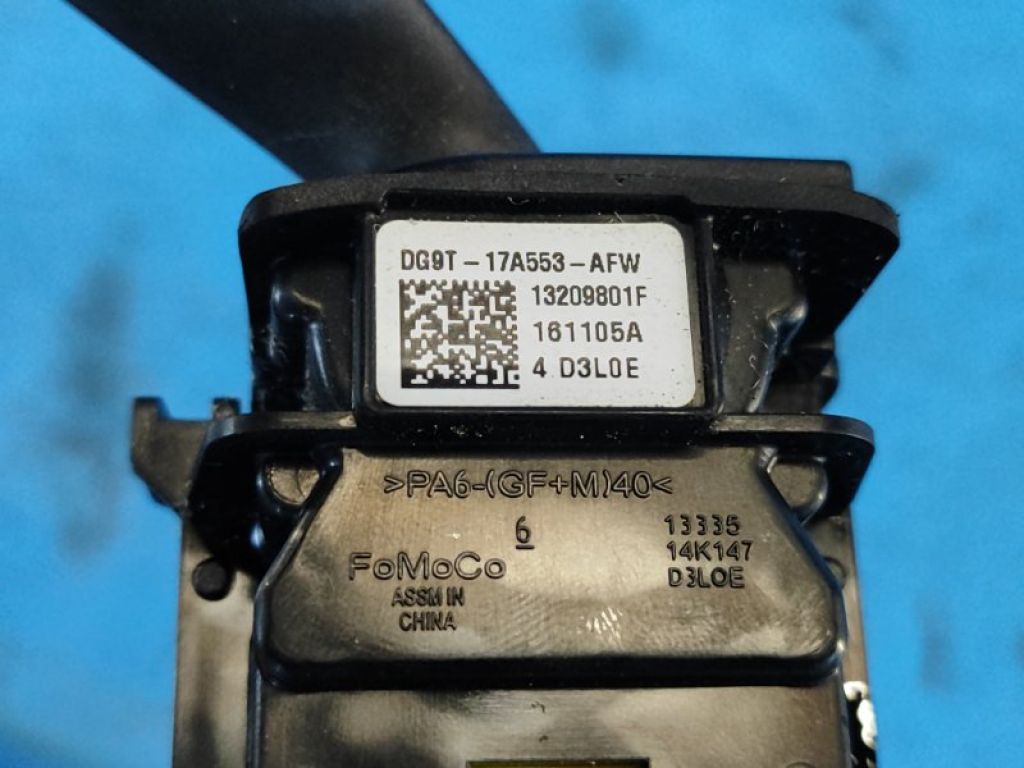 DG9T-17A553-AFW
13209801F
161105A
4 D3L0E
>PA6-(GF+M)40<
6
13335
14K147
D3L0E
FoMoCo
ASSM IN
CHINA